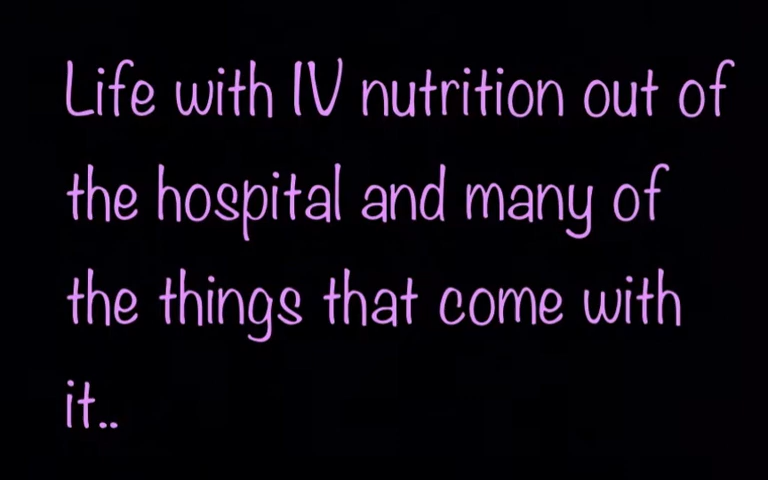 Life with IV nutrition out of
the hospital and many of
the things that come with
it..